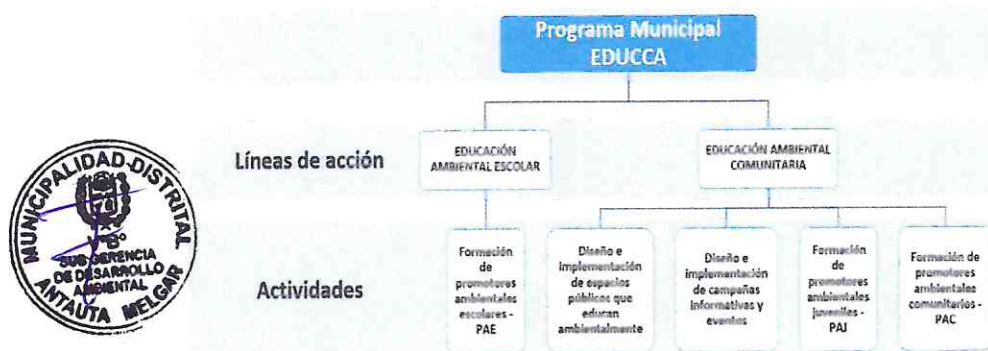 Programa Municipal
EDUCCA
Líneas de acción
EDUCACIÓN
AMBIENTAL ESCOLAR
EDUCACIÓN AMBIENTAL
COMUNITARIA
Actividades
Formación
de
promotores
ambientales
escolares -
PAE
Diseño e
implementación
de espacios
públicos que
educan
ambientalmente
Diseño e
implementación
de campañas
informativas y
eventos
Formación
de
promotores
ambientales
juveniles -
PAJ
Formación de
promotores
ambientales
comunitarios -
PAC
MUNICIPALIDAD DISTRITAL
V°B°
SUB GERENCIA
DE DESARROLLO
AMBIENTAL
ANTAUTA MELGAR